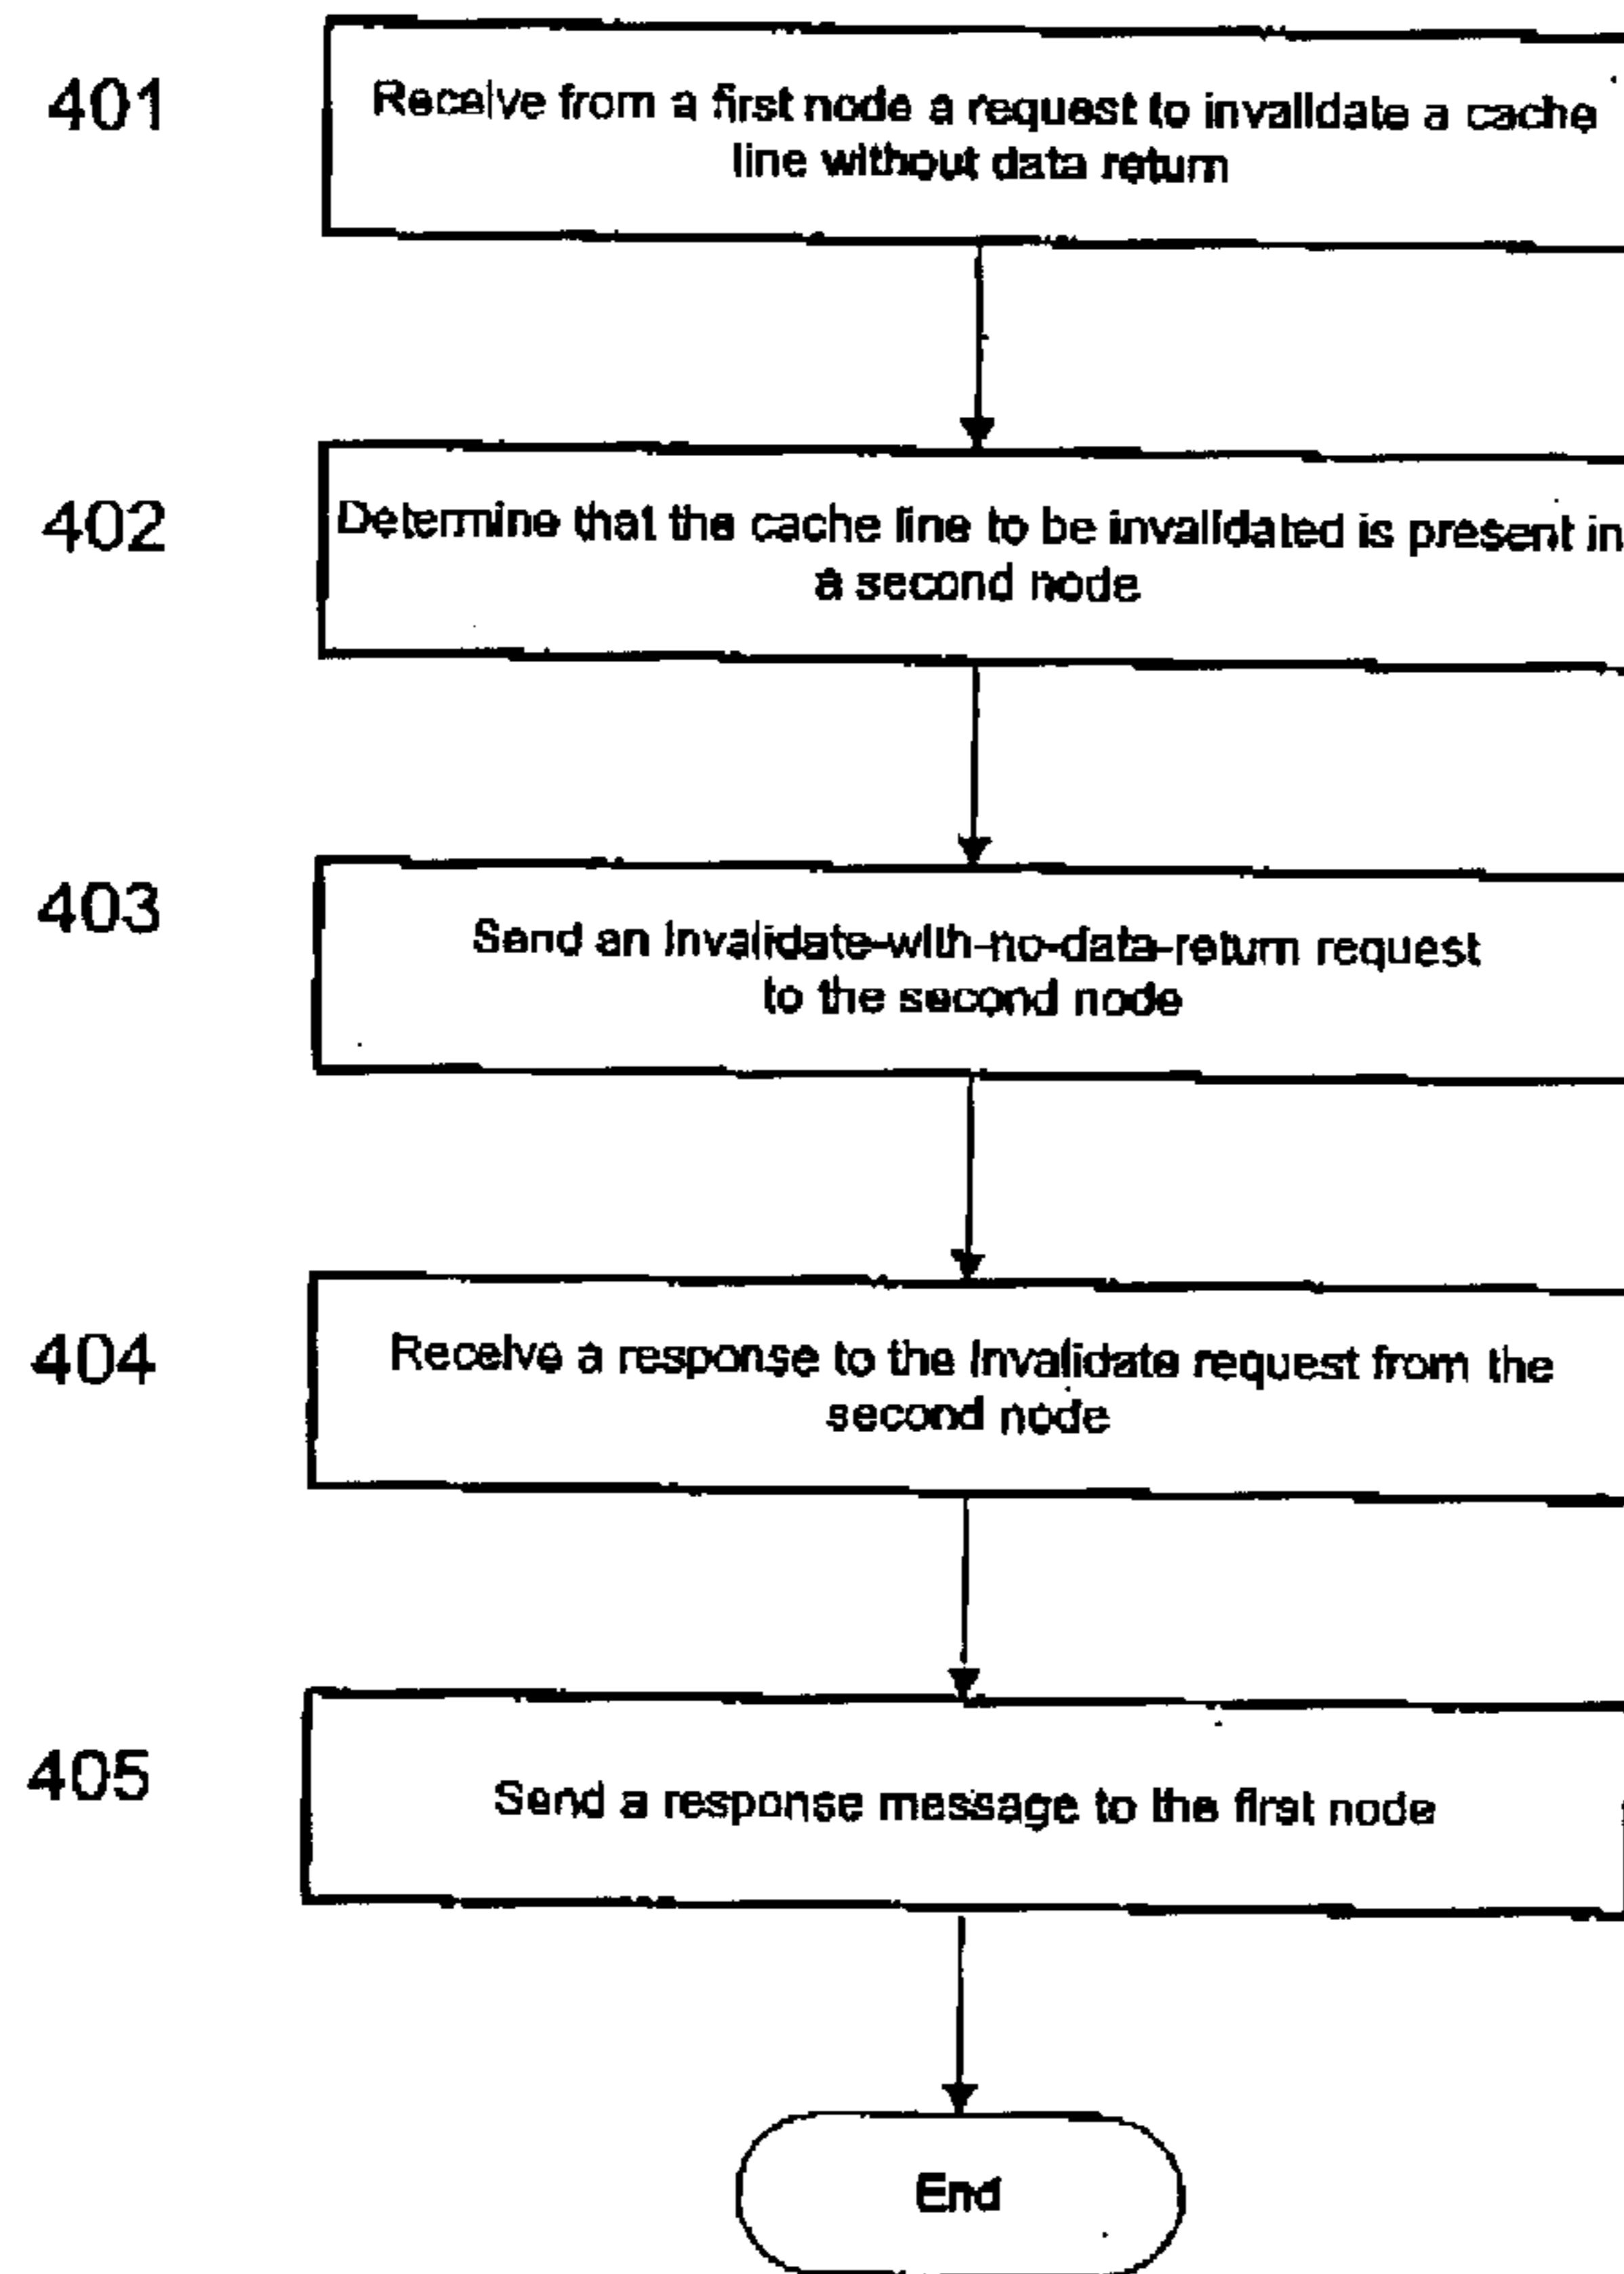 401
Receive from a first node a request to invalidate a cache
line without data return
402
Determine that the cache line to be invalidated is present in
a second node
403
Send an invalidate-with-no-data-return request
to the second node
404
Receive a response to the invalidate request from the
second node
405
Send a response message to the first node
End